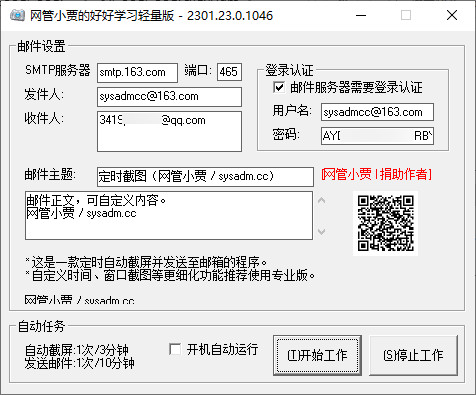 网管小贾的好好学习轻量版 - 2301.23.0.1046
邮件设置
SMTP服务器 smtp.163.com 端口: 465
发件人: sysadmcc@163.com
收件人: 3419 @qq.com
登录认证
邮件服务器需要登录认证
用户名: sysadmcc@163.com
密码: AYI RBY
邮件主题: 定时截图（网管小贾 / sysadm.cc）
[网管小贾 | 捐助作者]
邮件正文，可自定义内容。
网管小贾 / sysadm.cc
*这是一款定时自动截屏并发送至邮箱的程序。
*自定义时间、窗口截图等更细化功能推荐使用专业版。
网管小贾 / sysadm.cc
自动任务
自动截屏:1次/3分钟
发送邮件:1次/10分钟
开机自动运行
(I)开始工作
(S)停止工作